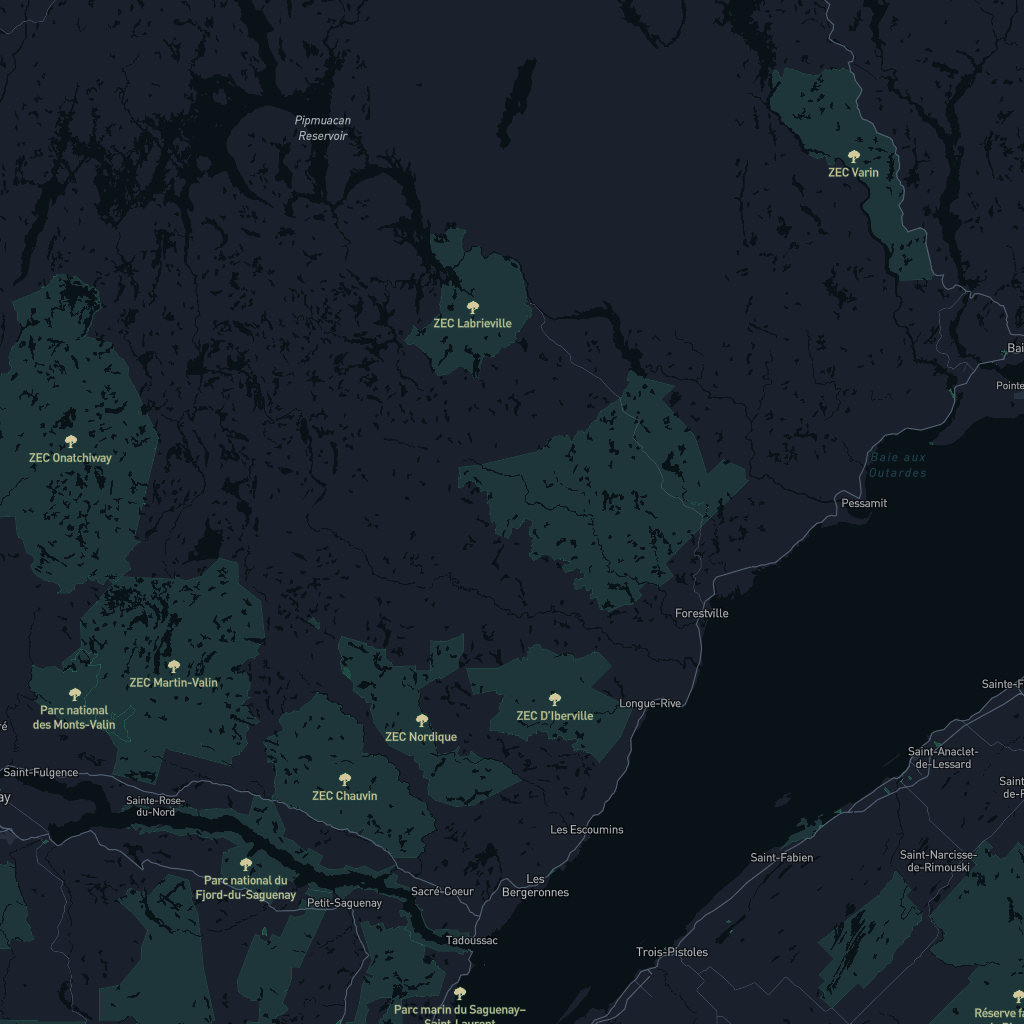 Pipmuacan
Reservoir
ZEC Varin
ZEC Labrieville
Bai
Pointe
ZEC Onatchiway
Baie aux
Outardes
Pessamit
Forestville
ZEC Martin-Valin
Sainte-F
Longue-Rive
Parc national
des Monts-Valin
ZEC D'Iberville
ré
ZEC Nordique
Saint-Anaclet-
de-Lessard
Saint-Fulgence
ay
ZEC Chauvin
Sainte-Rose-
du-Nord
Saint
de-F
Les Escoumins
Saint-Fabien
Saint-Narcisse-
de-Rimouski
Parc national du
Fjord-du-Saguenay
Sacré-Coeur
Les
Bergeronnes
Petit-Saguenay
Tadoussac
Trois-Pistoles
Parc marin du Saguenay–
Saint-Laurent
Réserve fa